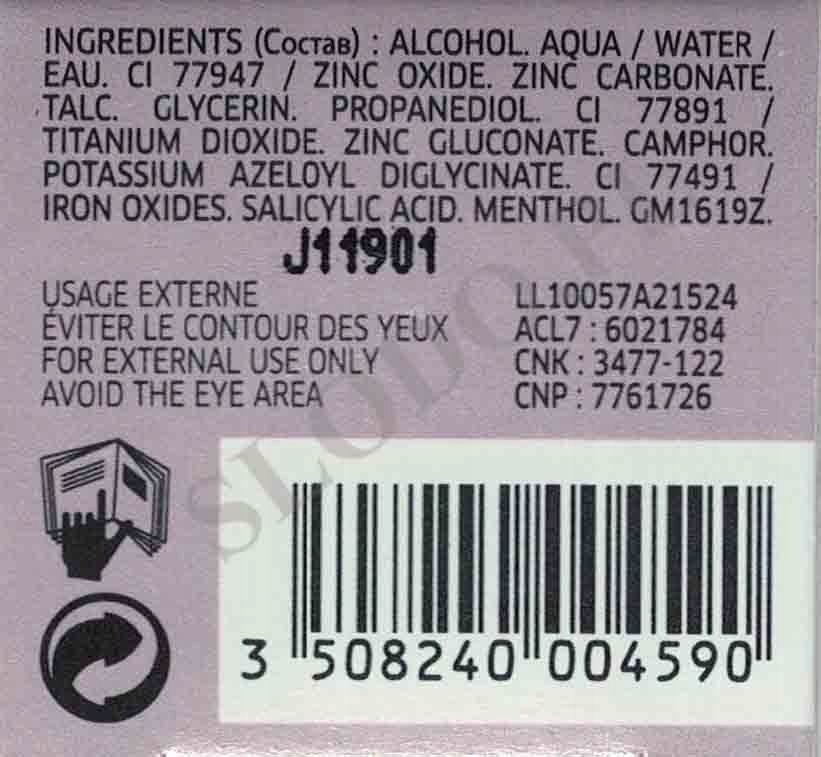 INGREDIENTS (Состав) : ALCOHOL. AQUA / WATER /
EAU. CI 77947 / ZINC OXIDE. ZINC CARBONATE.
TALC. GLYCERIN. PROPANEDIOL. CI 77891 /
TITANIUM DIOXIDE. ZINC GLUCONATE. CAMPHOR.
POTASSIUM AZELOYL DIGLYCINATE. CI 77491 /
IRON OXIDES. SALICYLIC ACID. MENTHOL. GM1619Z.
J11901
USAGE EXTERNE
ÉVITER LE CONTOUR DES YEUX
FOR EXTERNAL USE ONLY
AVOID THE EYE AREA
LL10057A21524
ACL7 : 6021784
CNK : 3477-122
CNP : 7761726
3 508240 004590